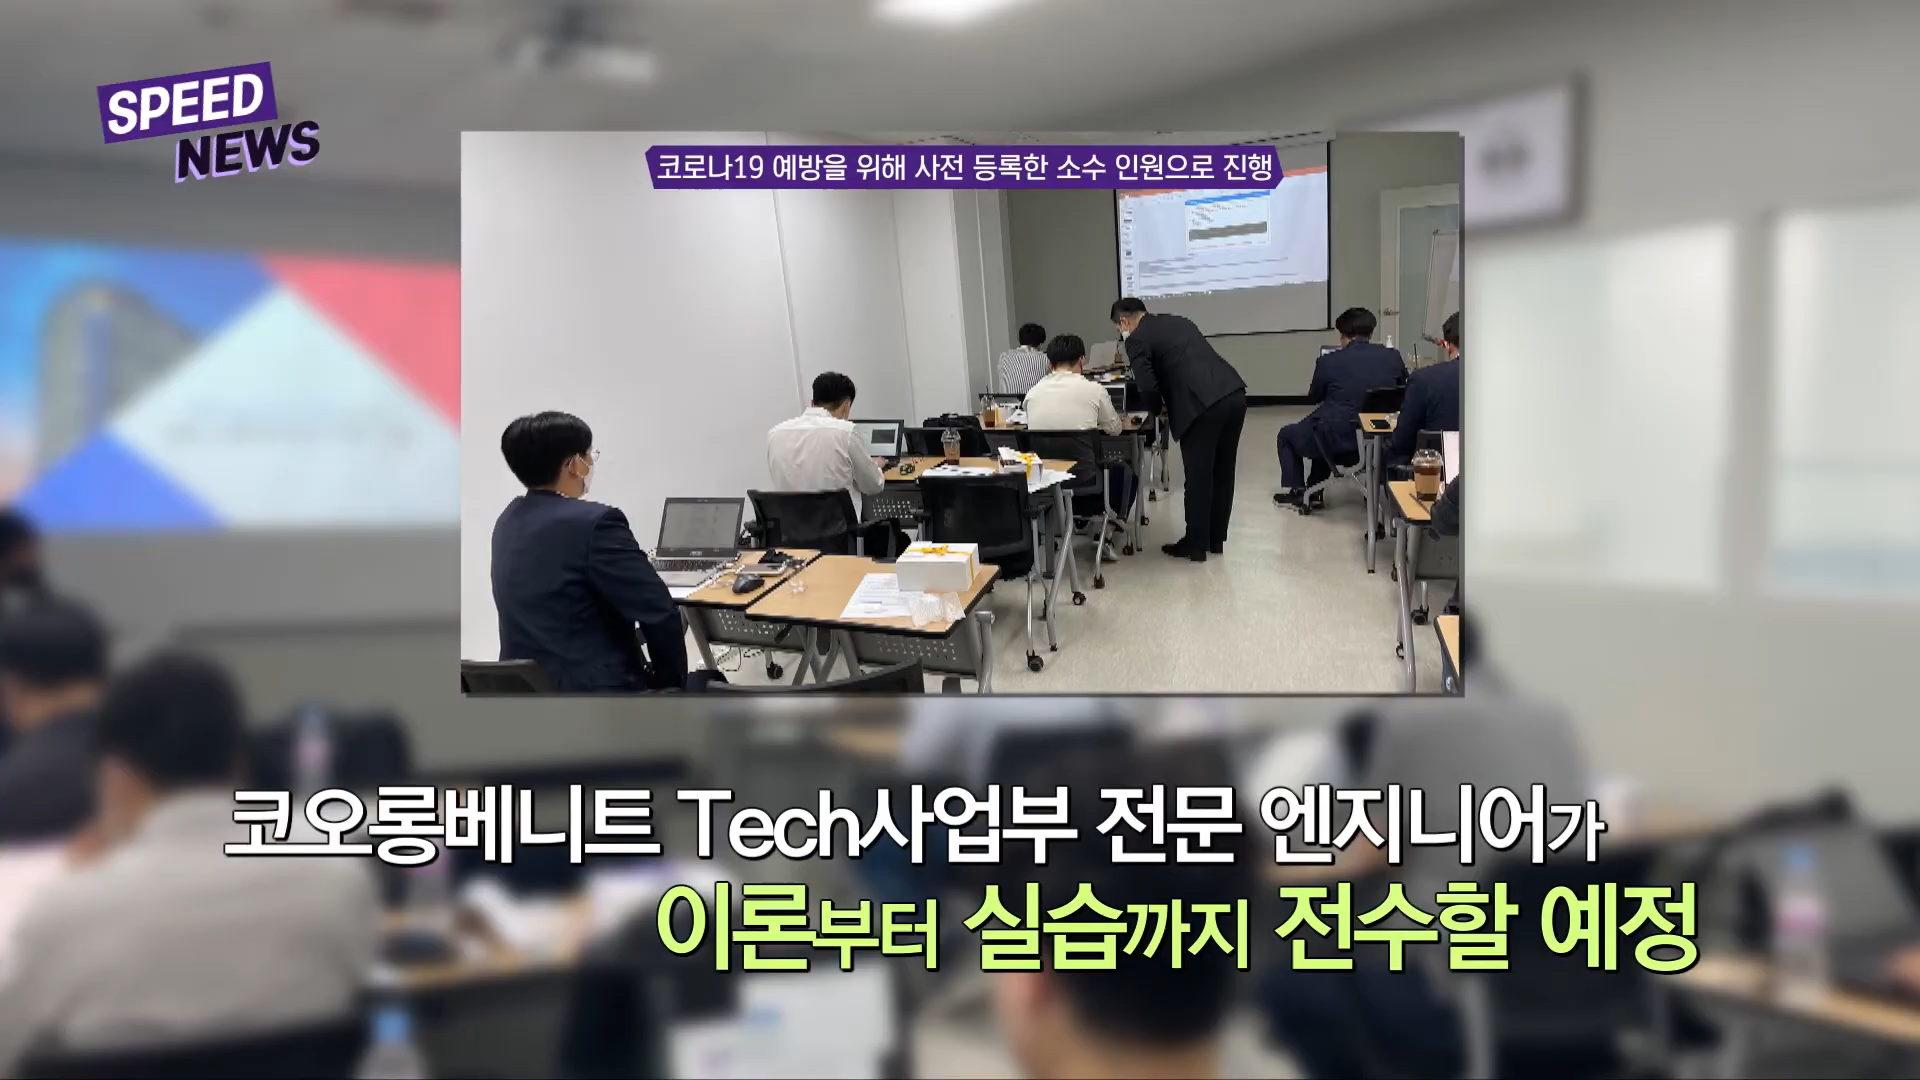 SPEED
NEWS
코로나19 예방을 위해 사전 등록한 소수 인원으로 진행
코오롱베니트 Tech사업부 전문 엔지니어가
이론부터 실습까지 전수할 예정